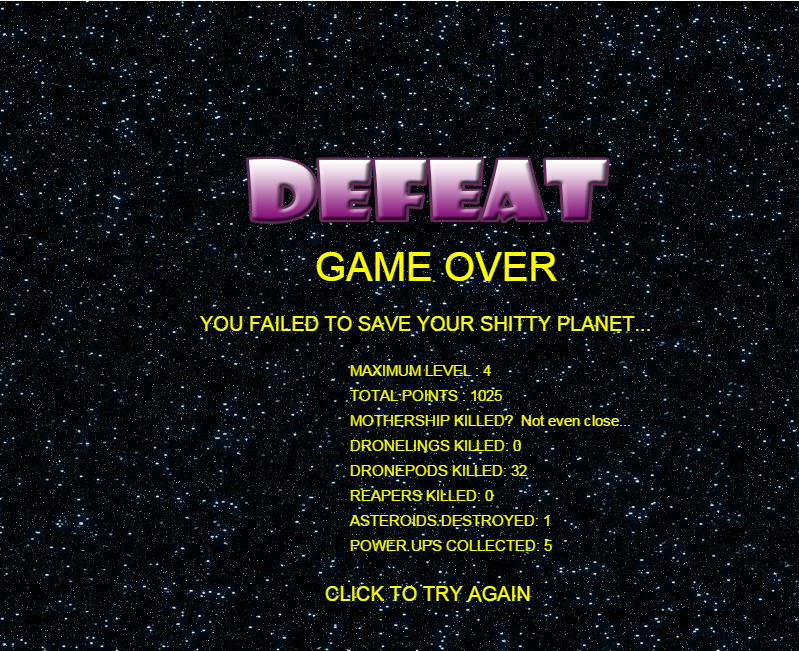 DEFEAT
GAME OVER
YOU FAILED TO SAVE YOUR SHITTY PLANET...
MAXIMUM LEVEL : 4
TOTAL POINTS : 1025
MOTHERSHIP KILLED? Not even close...
DRONELINGS KILLED: 0
DRONEPODS KILLED: 32
REAPERS KILLED: 0
ASTEROIDS DESTROYED: 1
POWER UPS COLLECTED: 5
CLICK TO TRY AGAIN